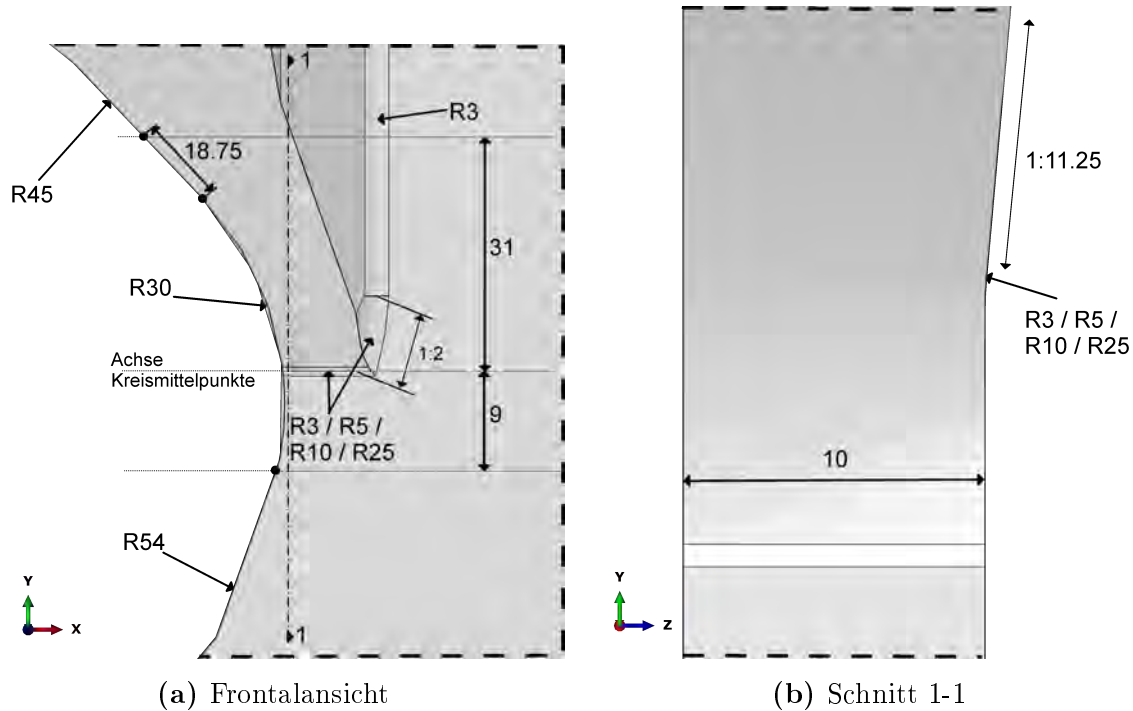 1
R3
18.75
R45
31
R30
1:2
Achse
Kreismittelpunkte
9
R3 / R5 /
R10 / R25
R54
Y
X
1
1:11.25
R3 / R5 /
R10 / R25
10
Y
Z
(a) Frontalansicht
(b) Schnitt 1-1